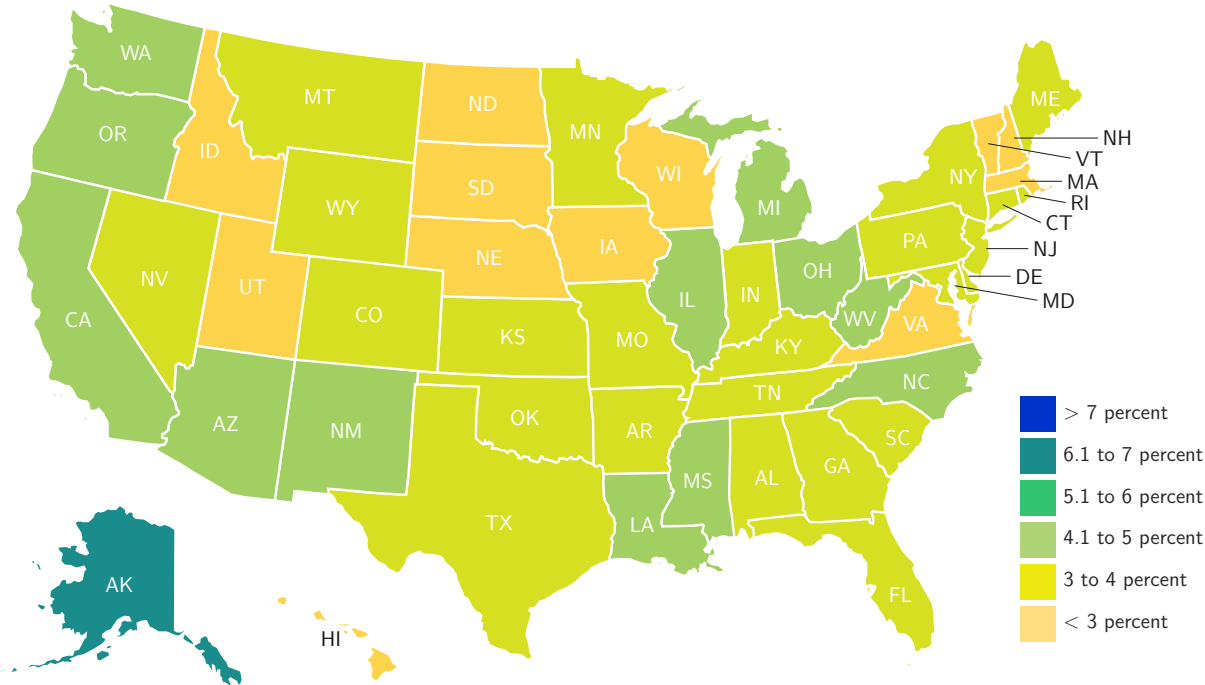 WA
MT
ND
MN
ME
OR
ID
NH
VT
SD
WI
NY
MA
RI
WY
MI
CT
PA
NJ
NE
IA
OH
DE
NV
UT
IL
IN
MD
CA
CO
WV
VA
KS
MO
KY
NC
TN
AZ
NM
OK
AR
SC
GA
MS
AL
TX
LA
FL
AK
HI
> 7 percent
6.1 to 7 percent
5.1 to 6 percent
4.1 to 5 percent
3 to 4 percent
< 3 percent